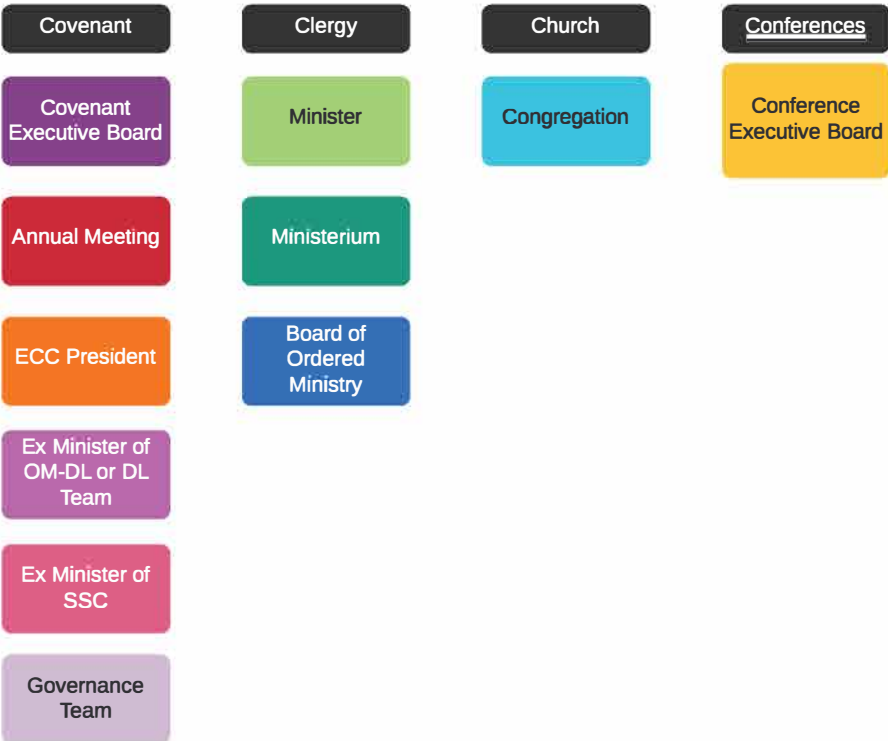 Covenant
Clergy
Church
Conferences
Covenant
Executive Board
Minister
Congregation
Conference
Executive Board
Annual Meeting
Ministerium
ECC President
Board of
Ordered
Ministry
Ex Minister of
OM-DL or DL
Team
Ex Minister of
SSC
Governance
Team